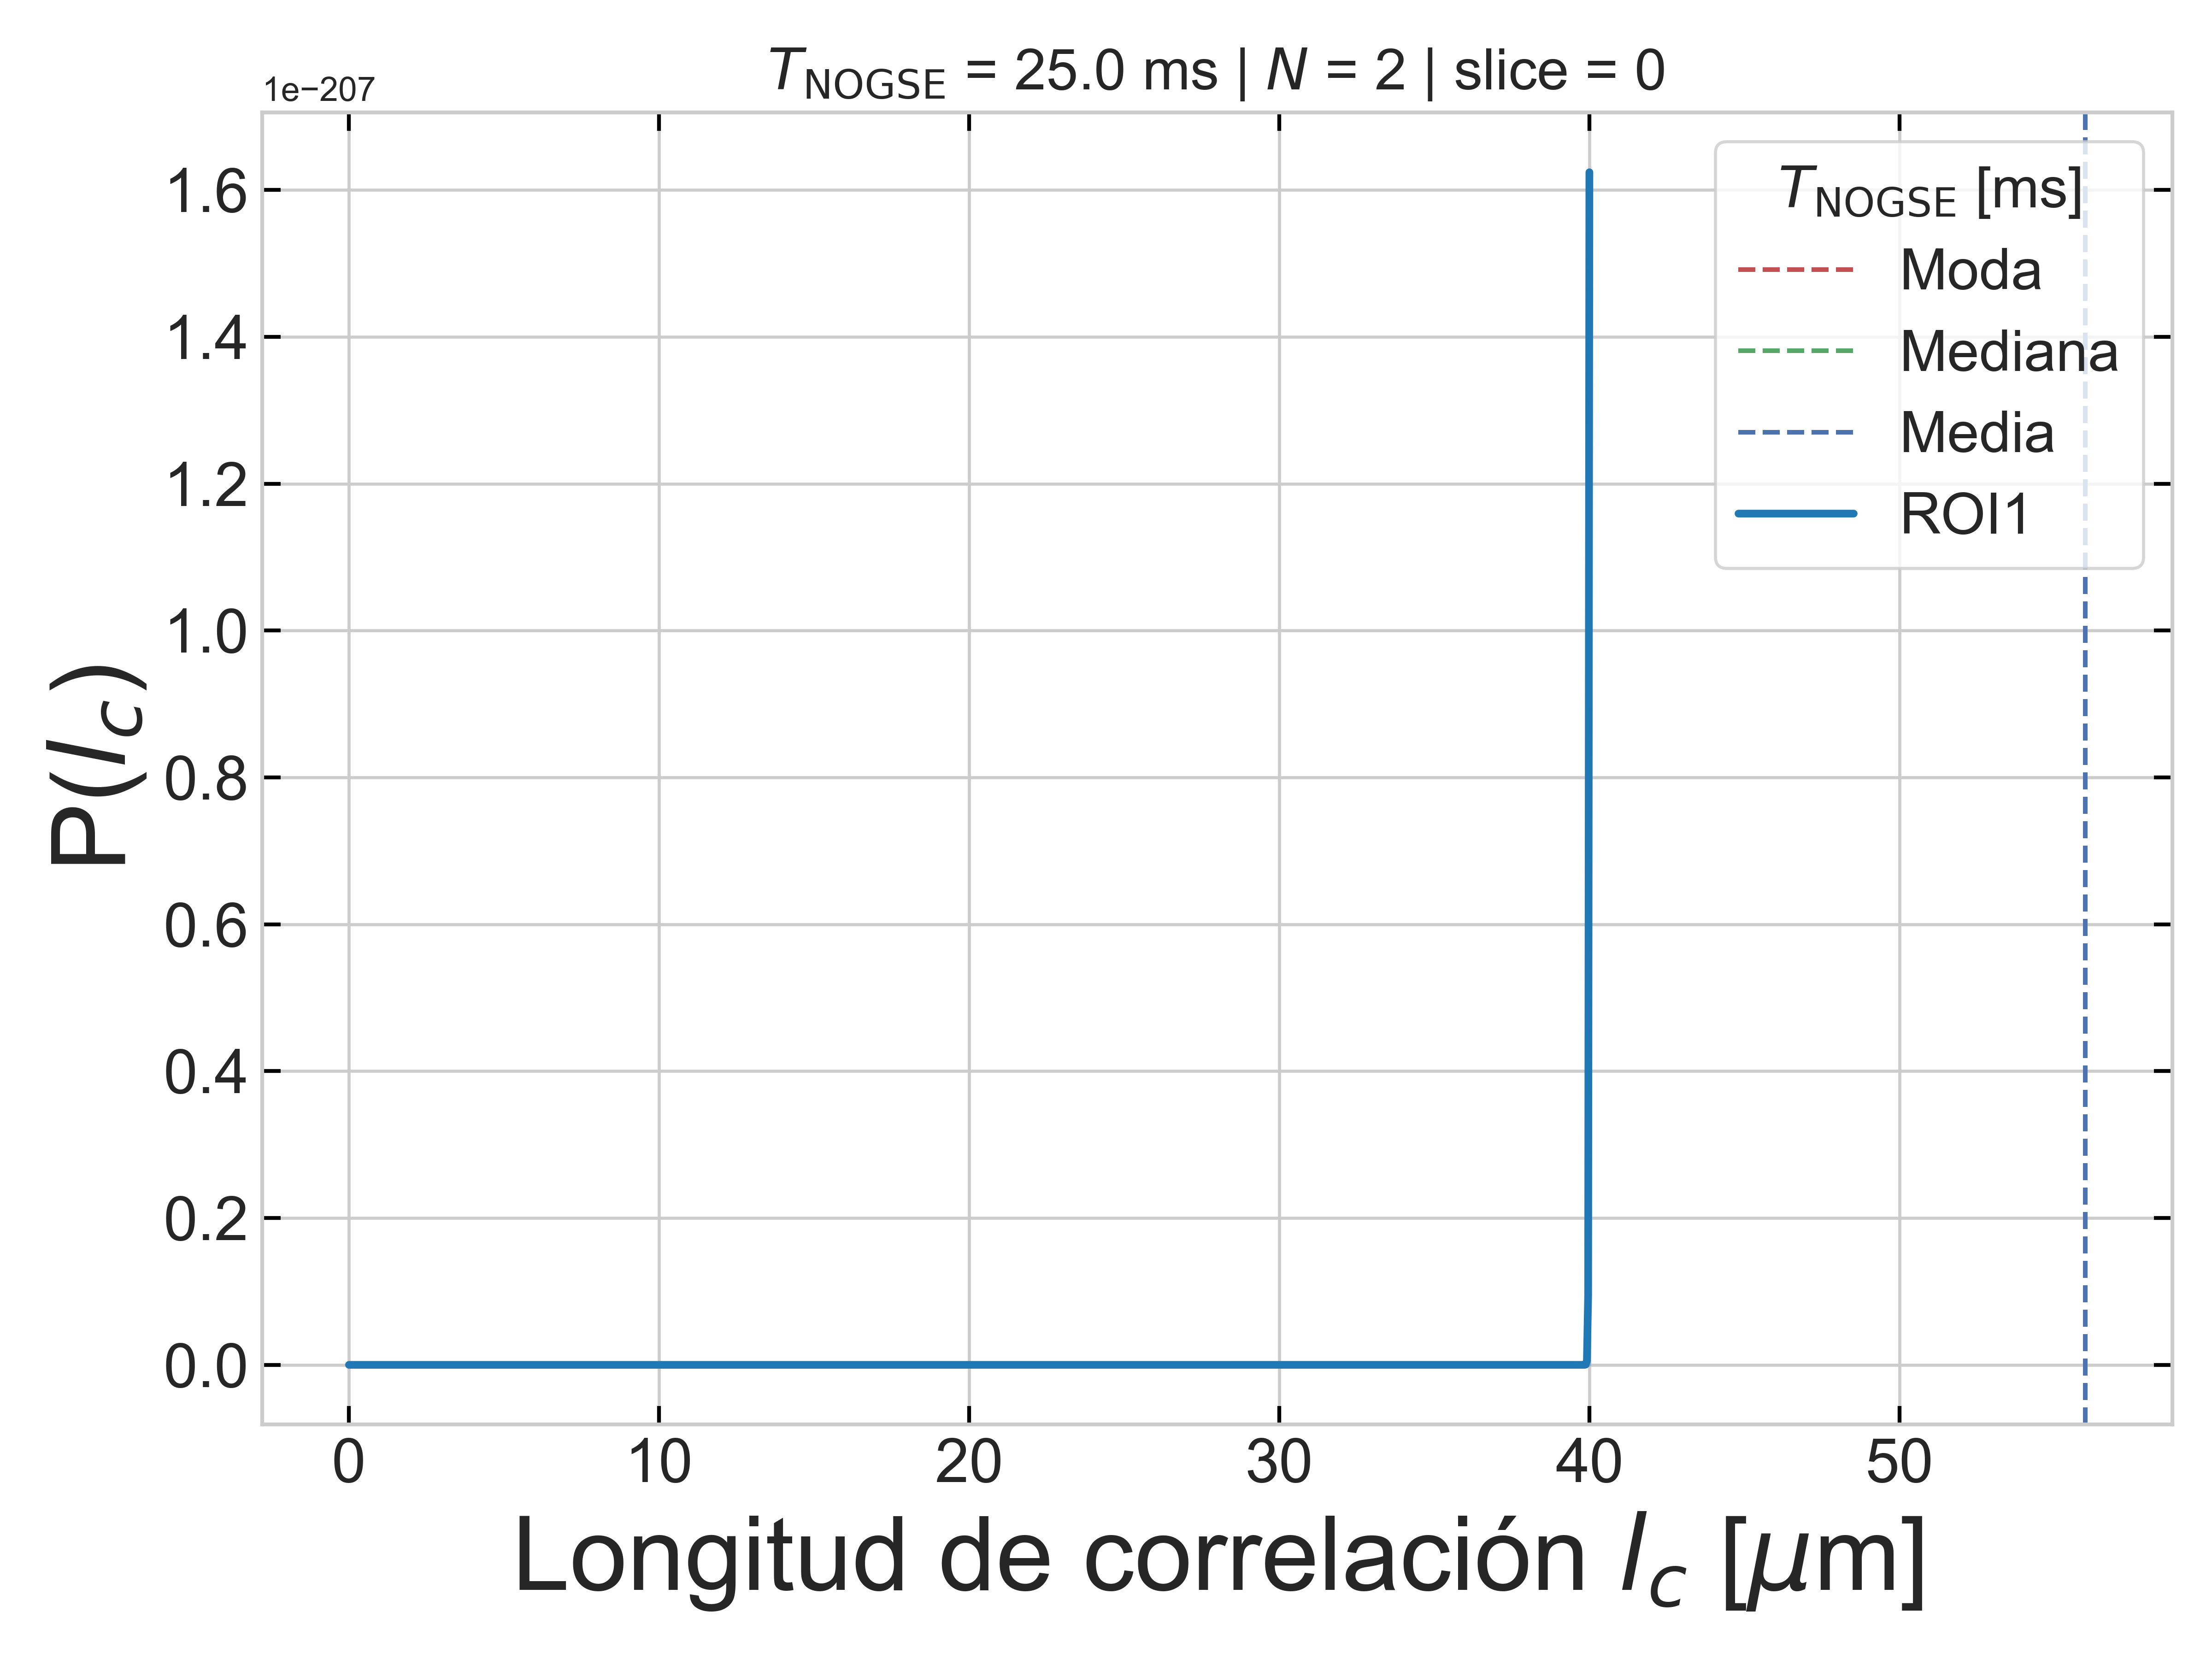 T_NOGSE = 25.0 ms | N = 2 | slice = 0
1e−207
1.6
1.4
1.2
1.0
0.8
0.6
0.4
0.2
0.0
P(l_c)
T_NOGSE [ms]
Moda
Mediana
Media
ROI1
0 10 20 30 40 50
Longitud de correlación l_c [μm]